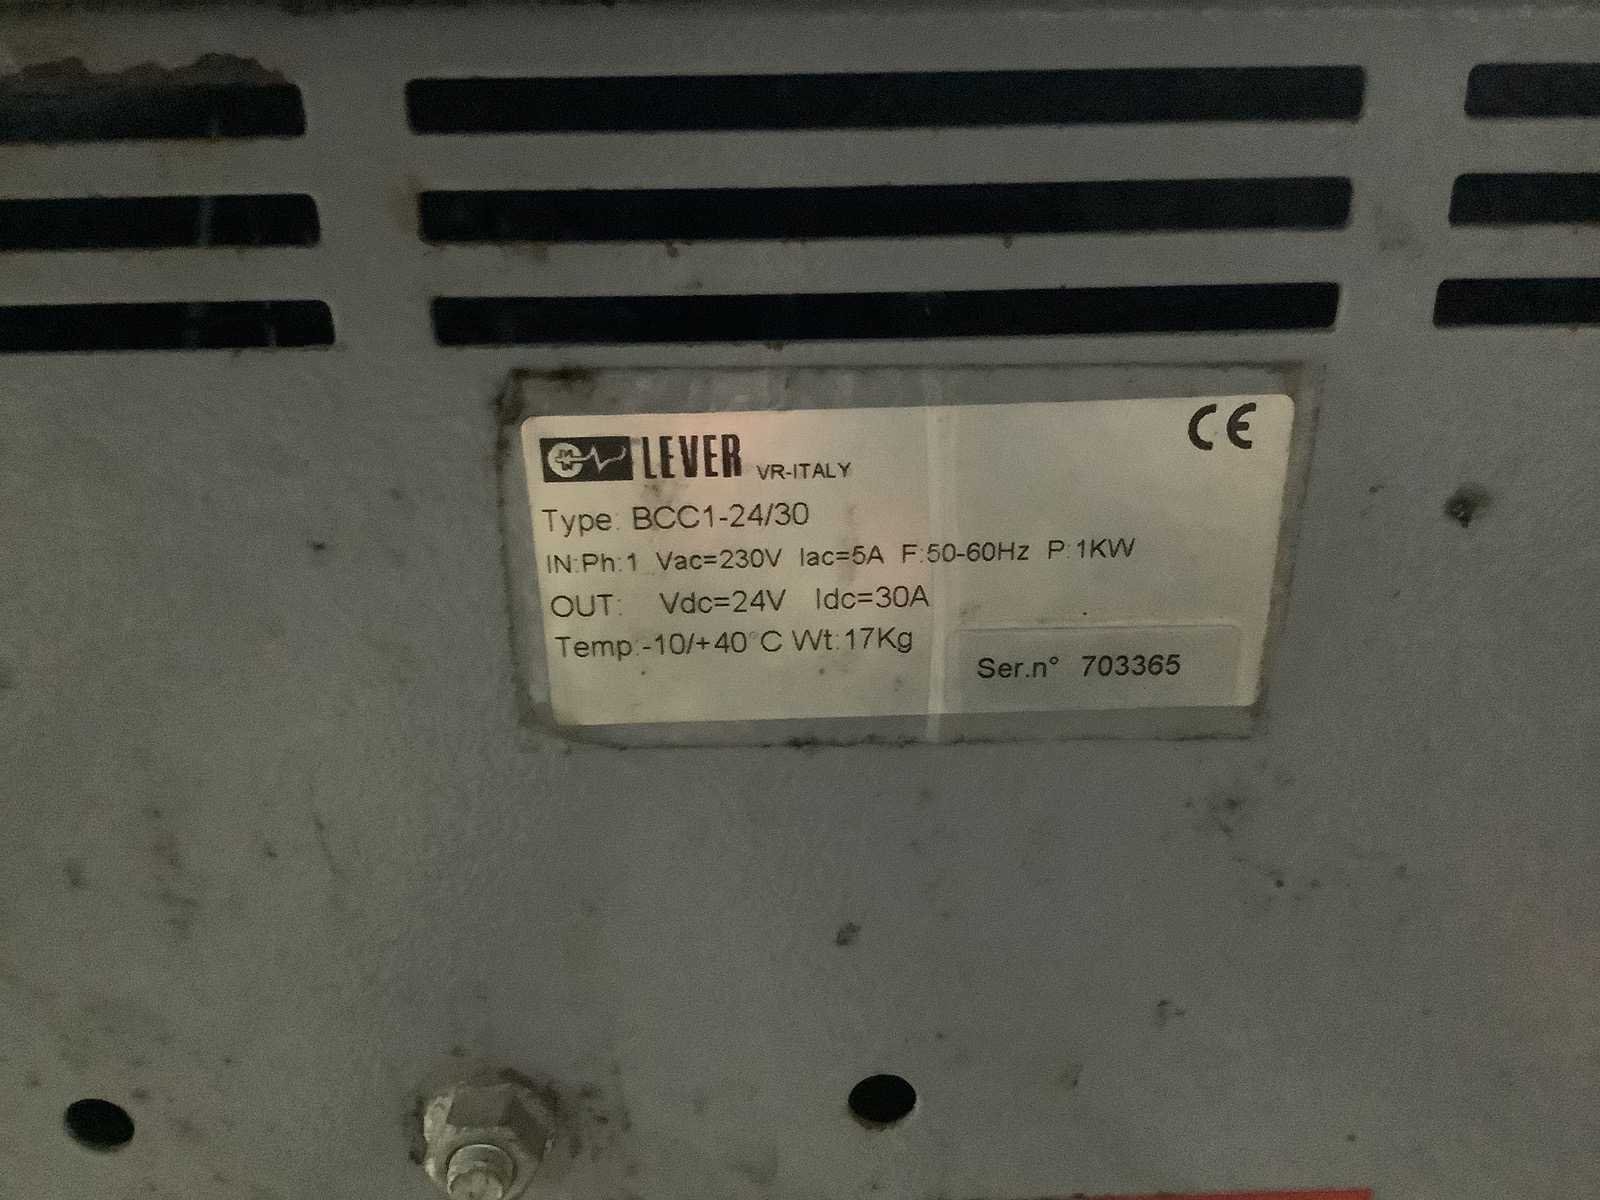 LEVER VR-ITALY
CE
Type: BCC1-24/30
IN:Ph:1 Vac=230V Iac=5A F:50-60Hz P:1KW
OUT: Vdc=24V Idc=30A
Temp:-10/+40°C Wt:17Kg
Ser.n° 703365